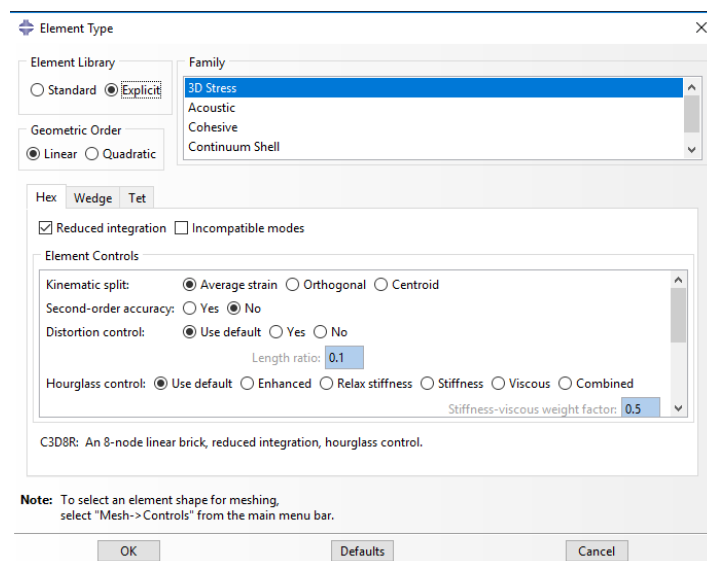 Element Type
Element Library
Standard Explicit
Family
3D Stress
Acoustic
Cohesive
Continuum Shell
Geometric Order
Linear Quadratic
Hex Wedge Tet
Reduced integration Incompatible modes
Element Controls
Kinematic split: Average strain Orthogonal Centroid
Second-order accuracy: Yes No
Distortion control: Use default Yes No
Length ratio: 0.1
Hourglass control: Use default Enhanced Relax stiffness Stiffness Viscous Combined
Stiffness-viscous weight factor: 0.5
C3D8R: An 8-node linear brick, reduced integration, hourglass control.
Note: To select an element shape for meshing,
select "Mesh->Controls" from the main menu bar.
OK Defaults Cancel